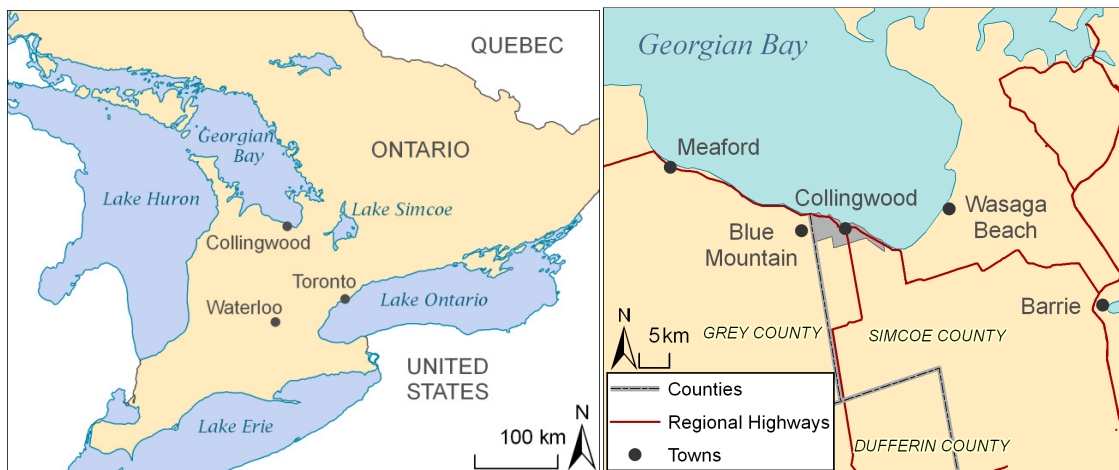 QUEBEC
Georgian
Bay
ONTARIO
Lake Huron
Lake Simcoe
Collingwood
Toronto
Waterloo
Lake Ontario
UNITED
STATES
Lake Erie
100 km
N
Georgian Bay
Meaford
Collingwood
Wasaga
Beach
Blue
Mountain
Barrie
N
5km
GREY COUNTY
SIMCOE COUNTY
Counties
Regional Highways
Towns
DUFFERIN COUNTY